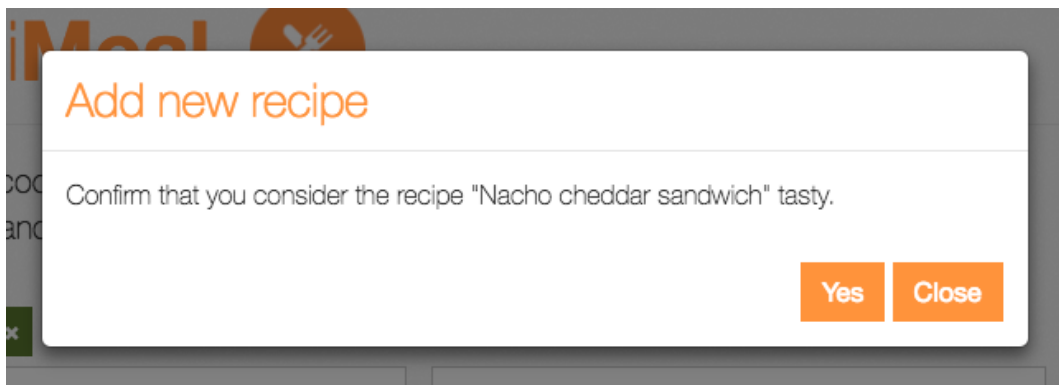 Add new recipe
Confirm that you consider the recipe "Nacho cheddar sandwich" tasty.
Yes
Close